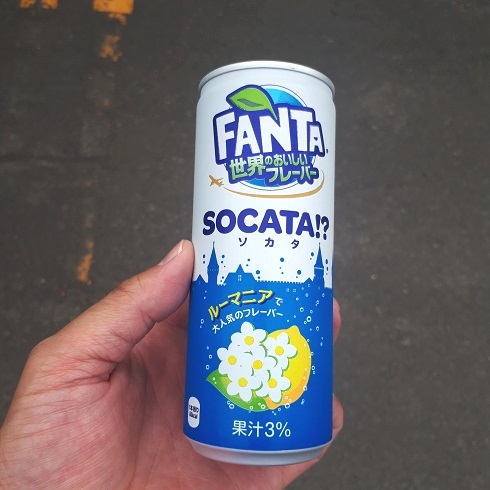 FANTA
世界のおいしい
フレーバー
SOCATA!?
ソカタ
ルーマニアで
大人気のフレーバー
果汁3%